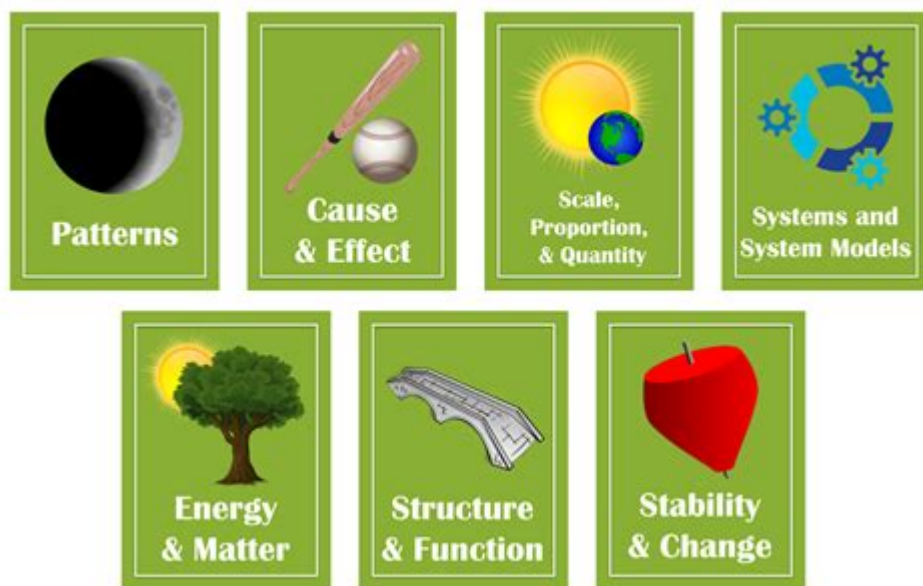 Patterns
Cause
& Effect
Scale,
Proportion,
& Quantity
Systems and
System Models
Energy
& Matter
Structure
& Function
Stability
& Change